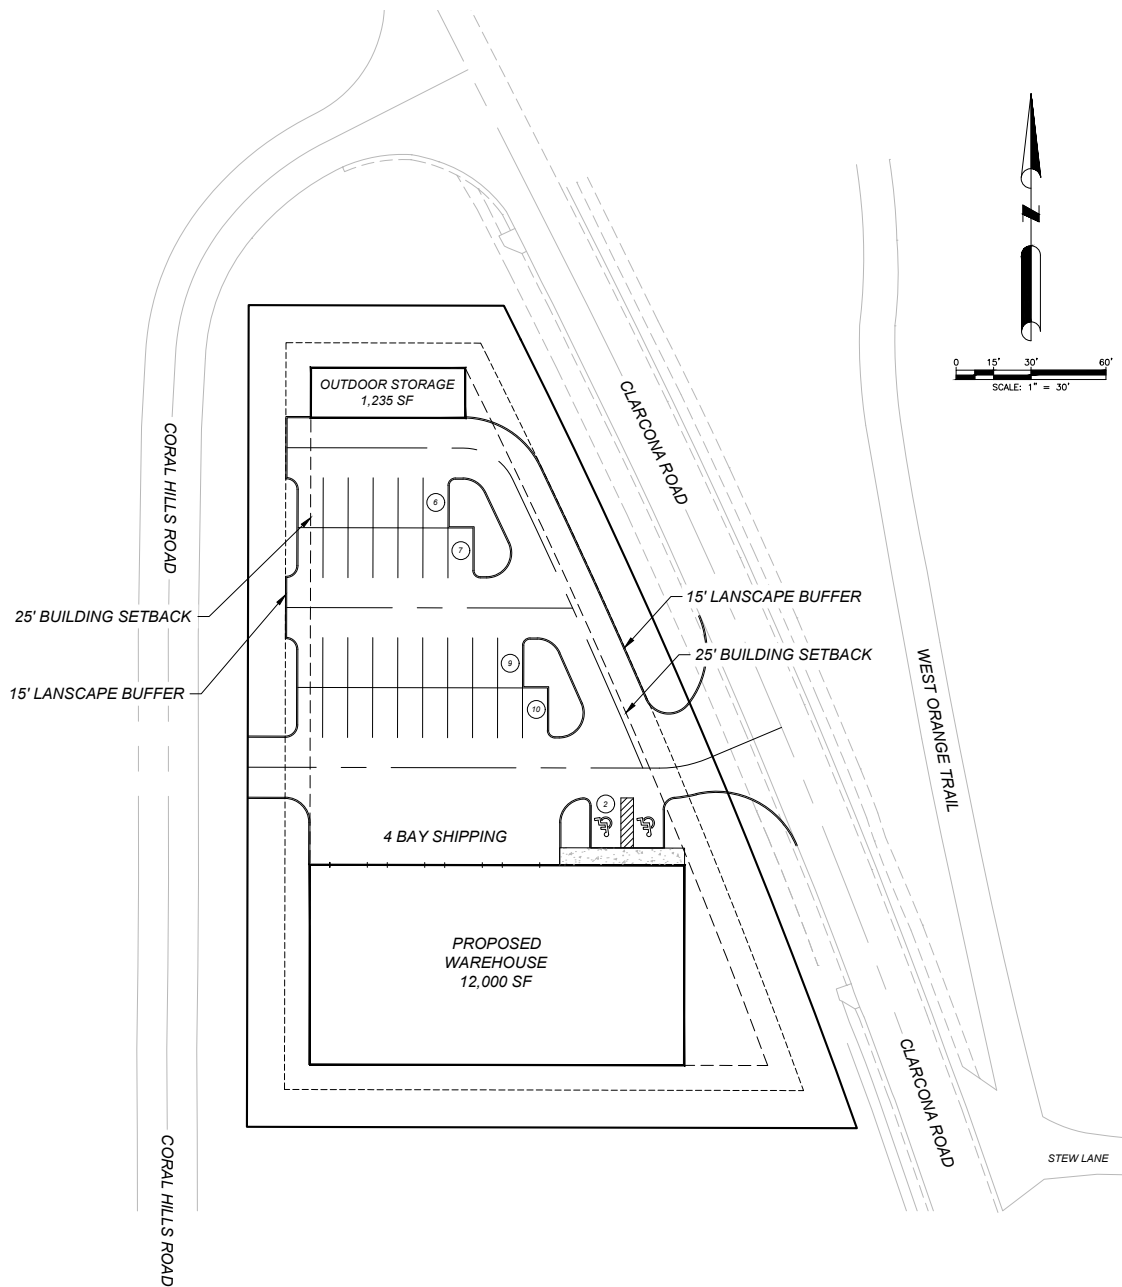 N
0 15' 30' 60'
SCALE: 1" = 30'
OUTDOOR STORAGE
1,235 SF
CLARCONA ROAD
CORAL HILLS ROAD
6
7
25' BUILDING SETBACK
15' LANSCAPE BUFFER
15' LANSCAPE BUFFER
25' BUILDING SETBACK
9
10
WEST ORANGE TRAIL
2
4 BAY SHIPPING
PROPOSED
WAREHOUSE
12,000 SF
CLARCONA ROAD
STEW LANE
CORAL HILLS ROAD